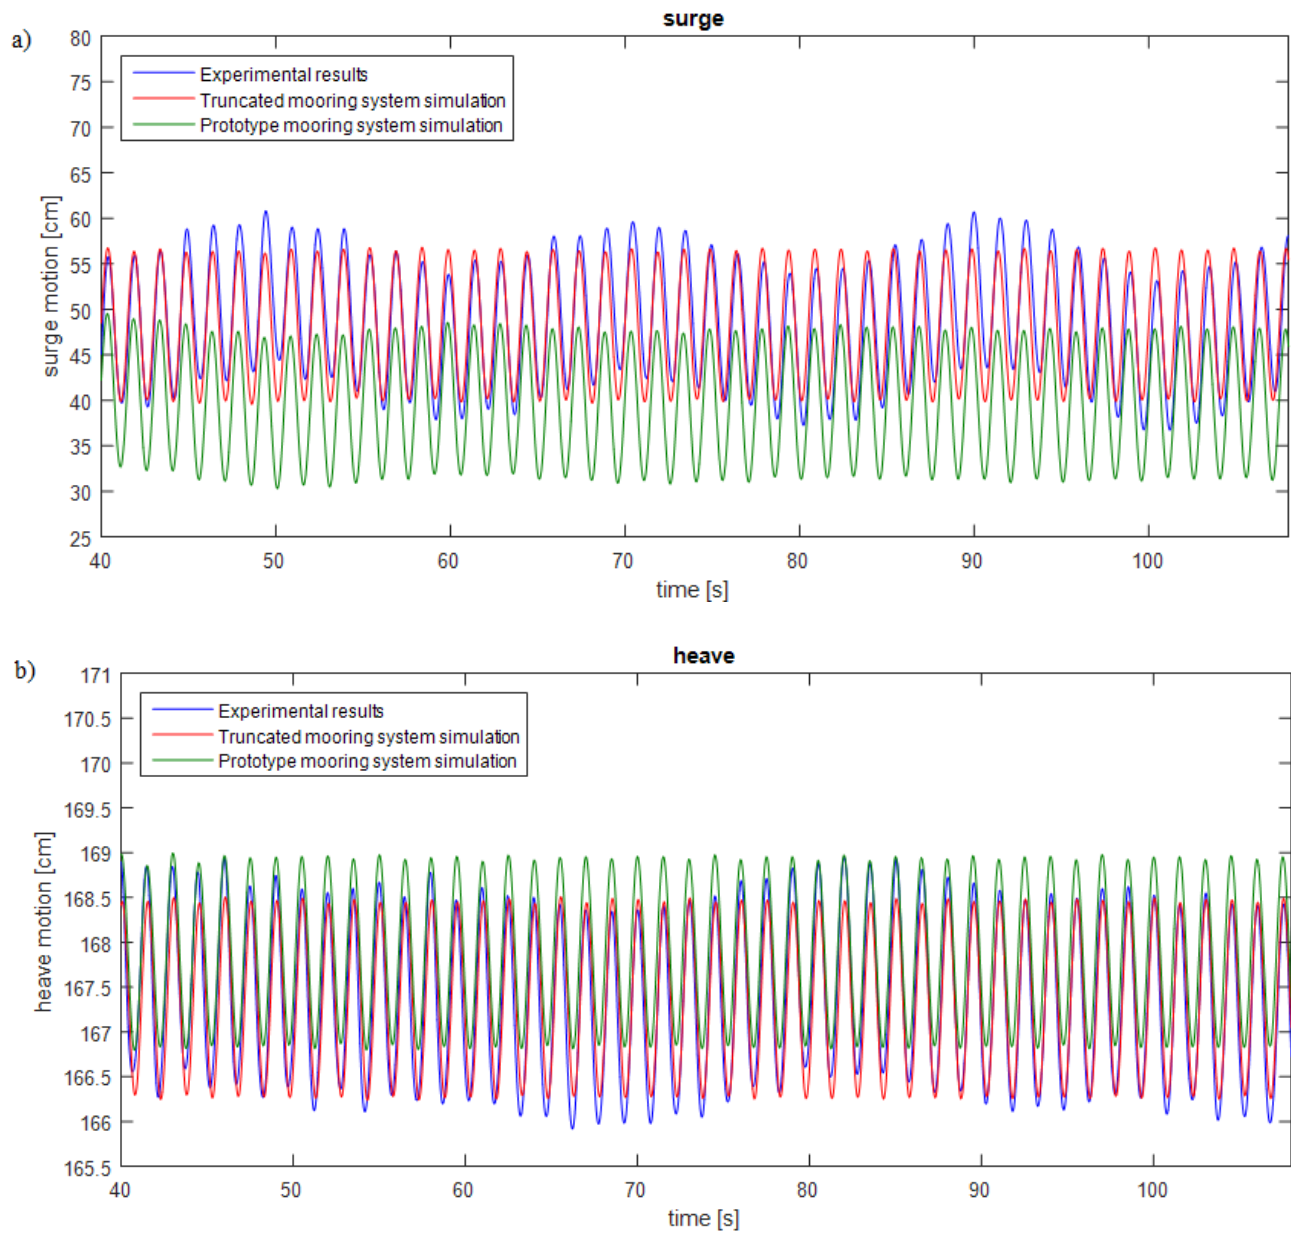 a)
surge
80
75
70
65
60
55
50
45
40
35
30
25
surge motion [cm]
Experimental results
Truncated mooring system simulation
Prototype mooring system simulation
40 50 60 70 80 90 100
time [s]
b)
heave
171
170.5
170
169.5
169
168.5
168
167.5
167
166.5
166
165.5
heave motion [cm]
Experimental results
Truncated mooring system simulation
Prototype mooring system simulation
40 50 60 70 80 90 100
time [s]